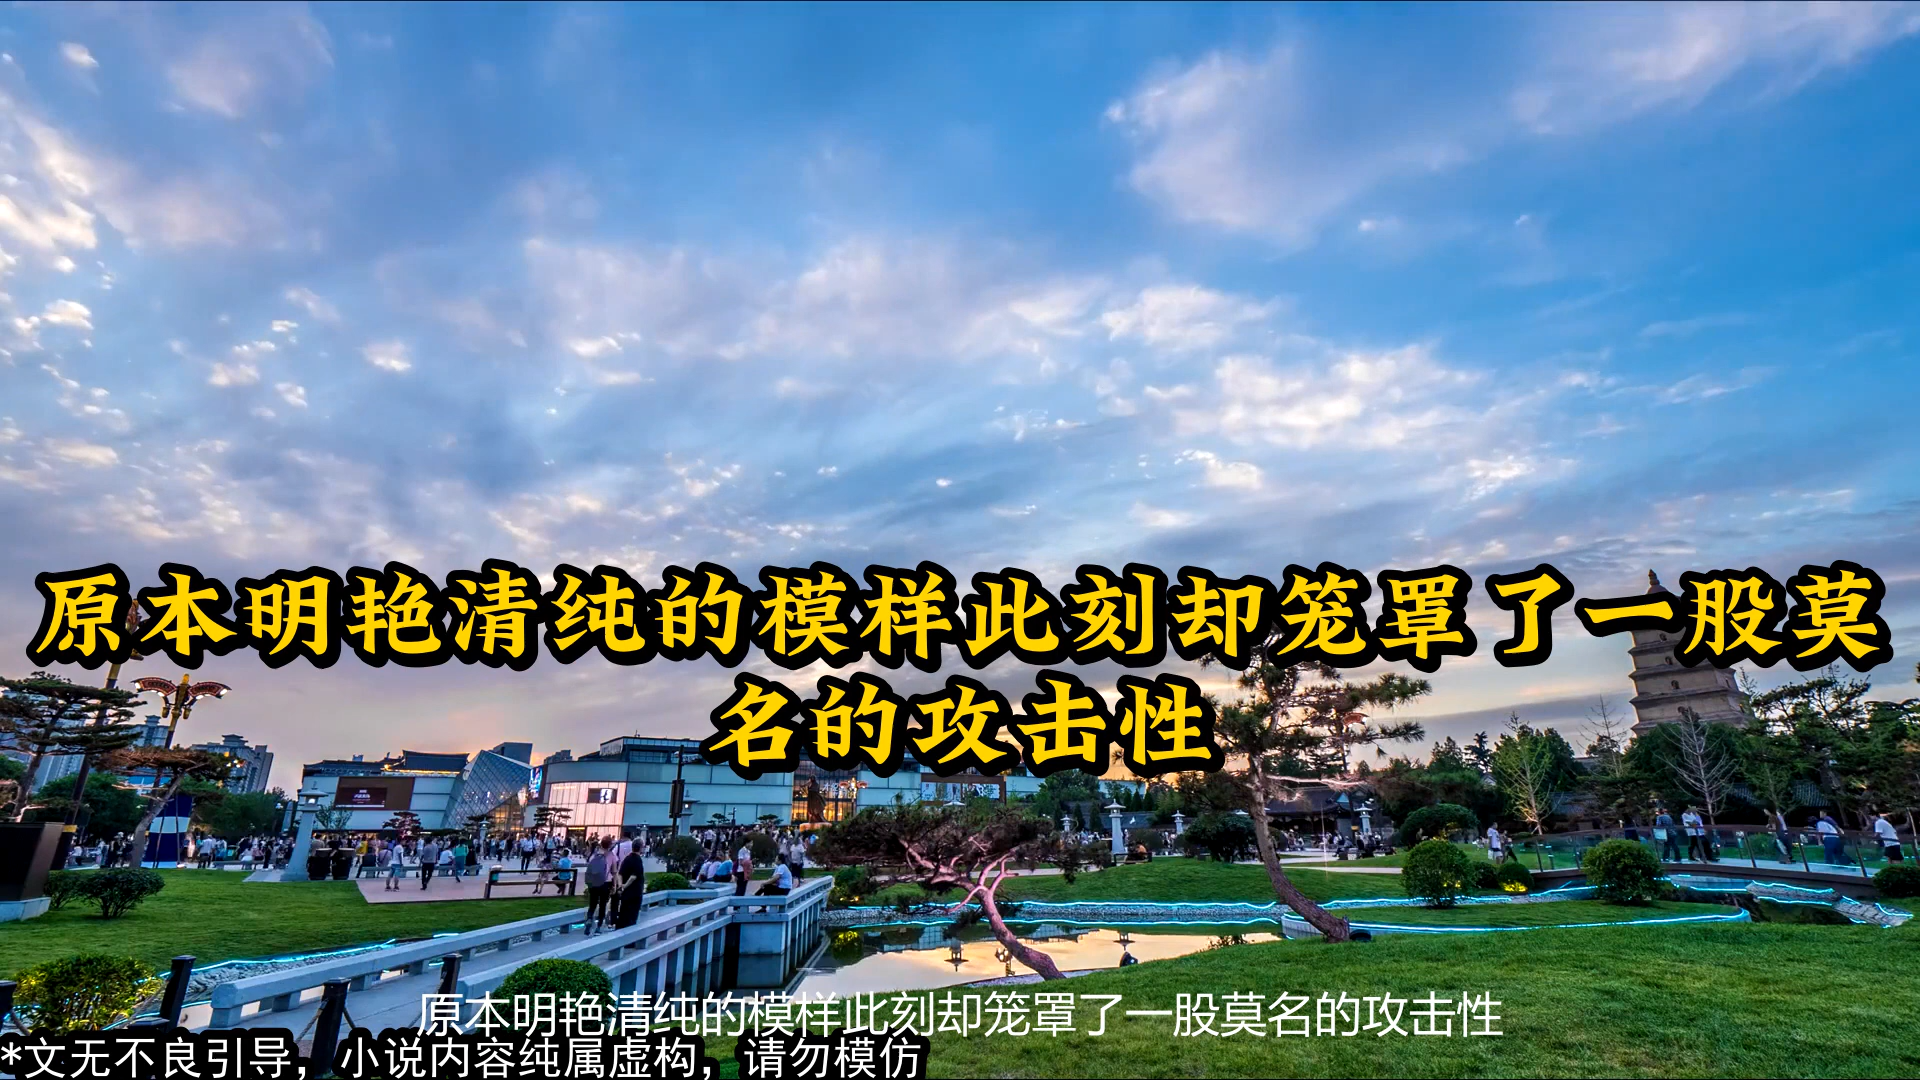 原本明艳清纯的模样此刻却笼罩了一股莫
名的攻击性
原本明艳清纯的模样此刻却笼罩了一股莫名的攻击性
*文无不良引导，小说内容纯属虚构，请勿模仿